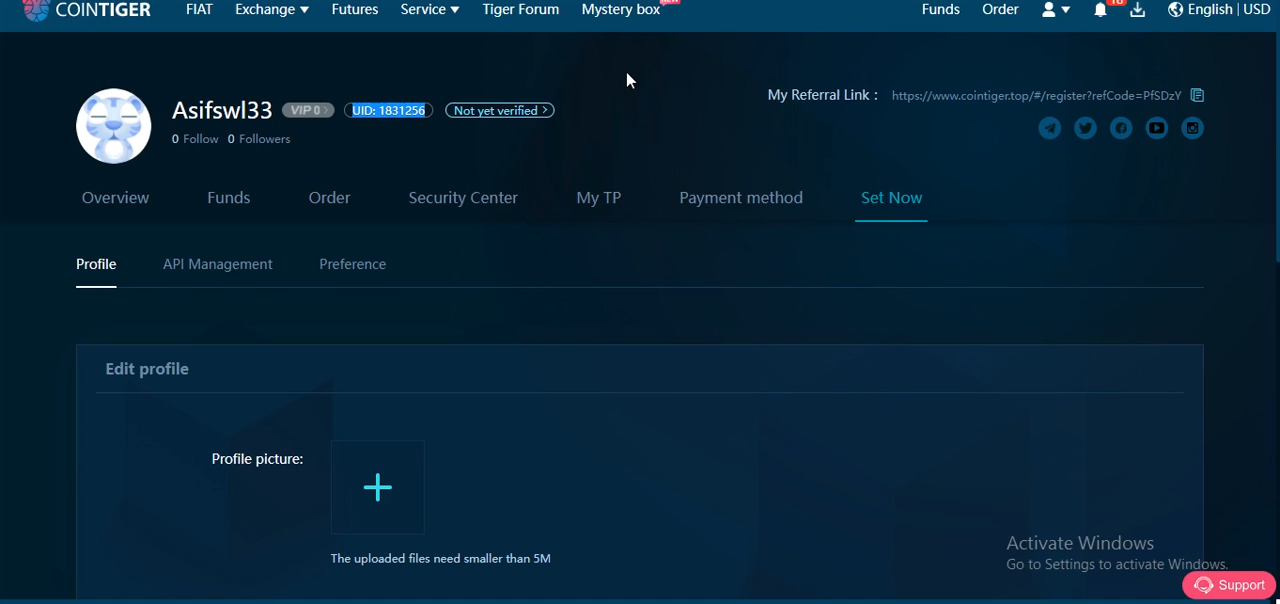 COINTIGER FIAT Exchange Futures Service Tiger Forum Mystery box NEW Funds Order 18 English | USD
Asifswl33 VIP 0 UID: 1831256 Not yet verified
My Referral Link : https://www.cointiger.top/#/register?refCode=PfSDzY
0 Follow 0 Followers
Overview Funds Order Security Center My TP Payment method Set Now
Profile API Management Preference
Edit profile
Profile picture:
The uploaded files need smaller than 5M
Activate Windows
Go to Settings to activate Windows.
Support